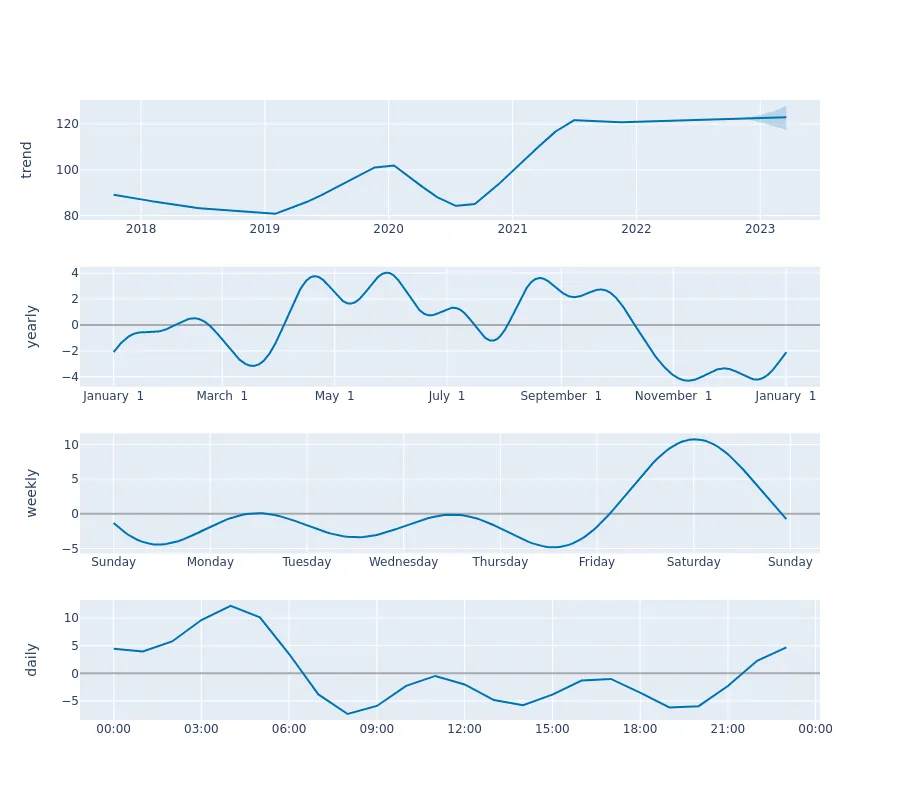 trend
120
100
80
2018 2019 2020 2021 2022 2023
yearly
4
2
0
−2
−4
January 1 March 1 May 1 July 1 September 1 November 1 January 1
weekly
10
5
0
−5
Sunday Monday Tuesday Wednesday Thursday Friday Saturday Sunday
daily
10
5
0
−5
00:00 03:00 06:00 09:00 12:00 15:00 18:00 21:00 00:00